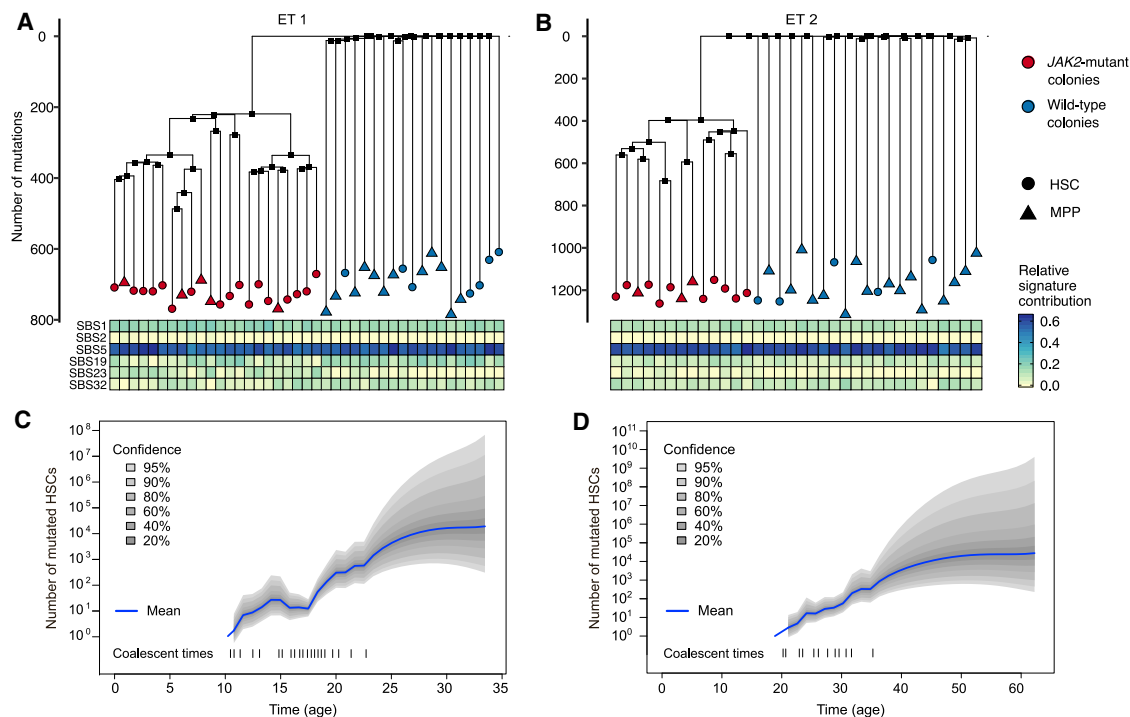 A
ET 1
B
ET 2
Number of mutations
0
200
400
600
800
0
200
400
600
800
1000
1200
JAK2-mutant
colonies
Wild-type
colonies
HSC
MPP
Relative
signature
contribution
0.6
0.4
0.2
0.0
SBS1
SBS2
SBS5
SBS19
SBS23
SBS32
C
Number of mutated HSCs
10^8
10^7
10^6
10^5
10^4
10^3
10^2
10^1
10^0
Confidence
95%
90%
80%
60%
40%
20%
Mean
Coalescent times
0 5 10 15 20 25 30 35
Time (age)
D
Number of mutated HSCs
10^11
10^10
10^9
10^8
10^7
10^6
10^5
10^4
10^3
10^2
10^1
10^0
Confidence
95%
90%
80%
60%
40%
20%
Mean
Coalescent times
0 10 20 30 40 50 60
Time (age)